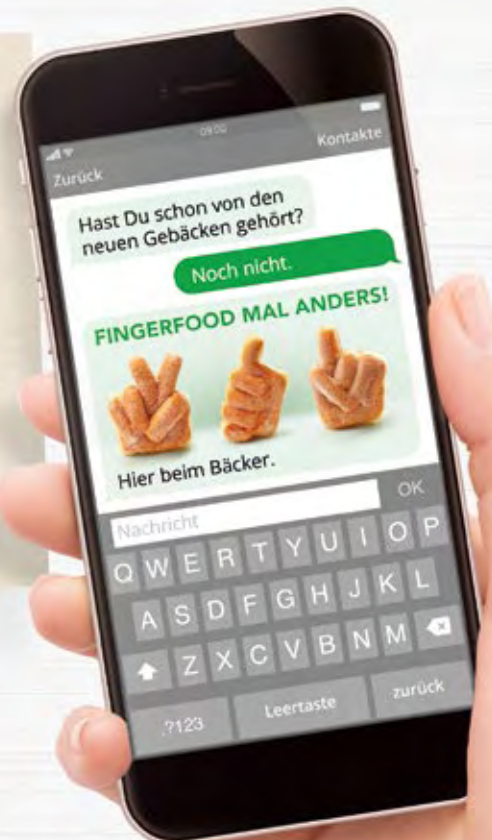 09:00
Zurück
Kontakte
Hast Du schon von den
neuen Gebäcken gehört?
Noch nicht.
FINGERFOOD MAL ANDERS!
Hier beim Bäcker.
Nachricht
OK
Q W E R T Y U I O P
A S D F G H J K L
Z X C V B N M
.?123
Leertaste
zurück